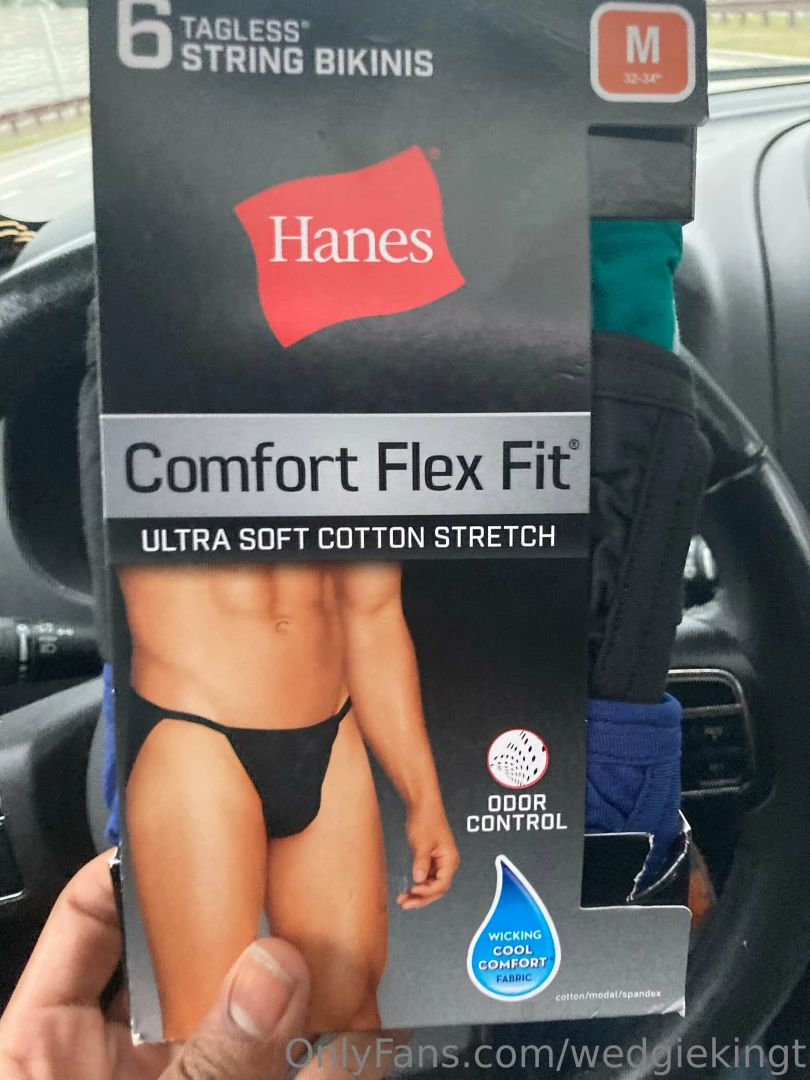 6 TAGLESS®
STRING BIKINIS
M
32-34"
Hanes®
Comfort Flex Fit®
ULTRA SOFT COTTON STRETCH
ODOR
CONTROL
WICKING
COOL
COMFORT
FABRIC
cotton/modal/spandex
OnlyFans.com/wedgiekingt